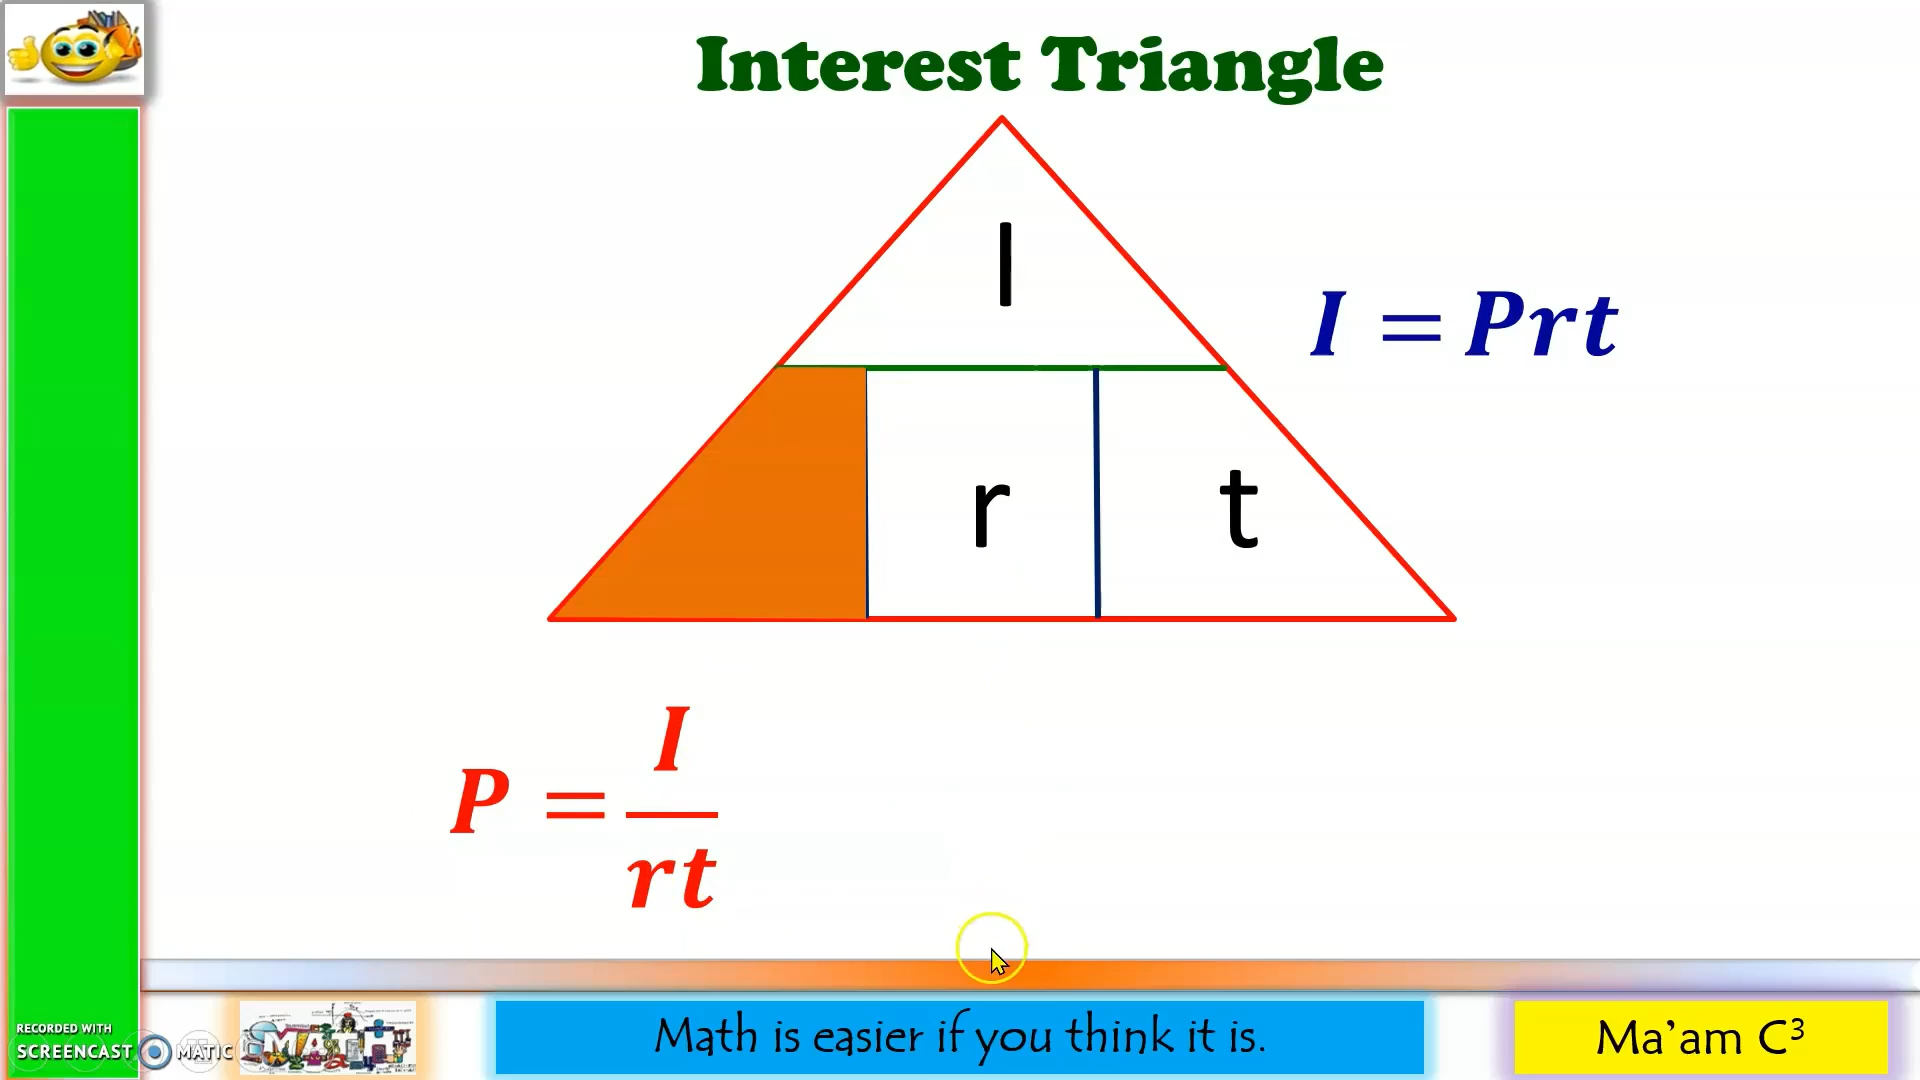 Interest Triangle
I
I = Prt
r
t
P = I/rt
RECORDED WITH
SCREENCAST MATIC
MATH
Math is easier if you think it is.
Ma'am C³